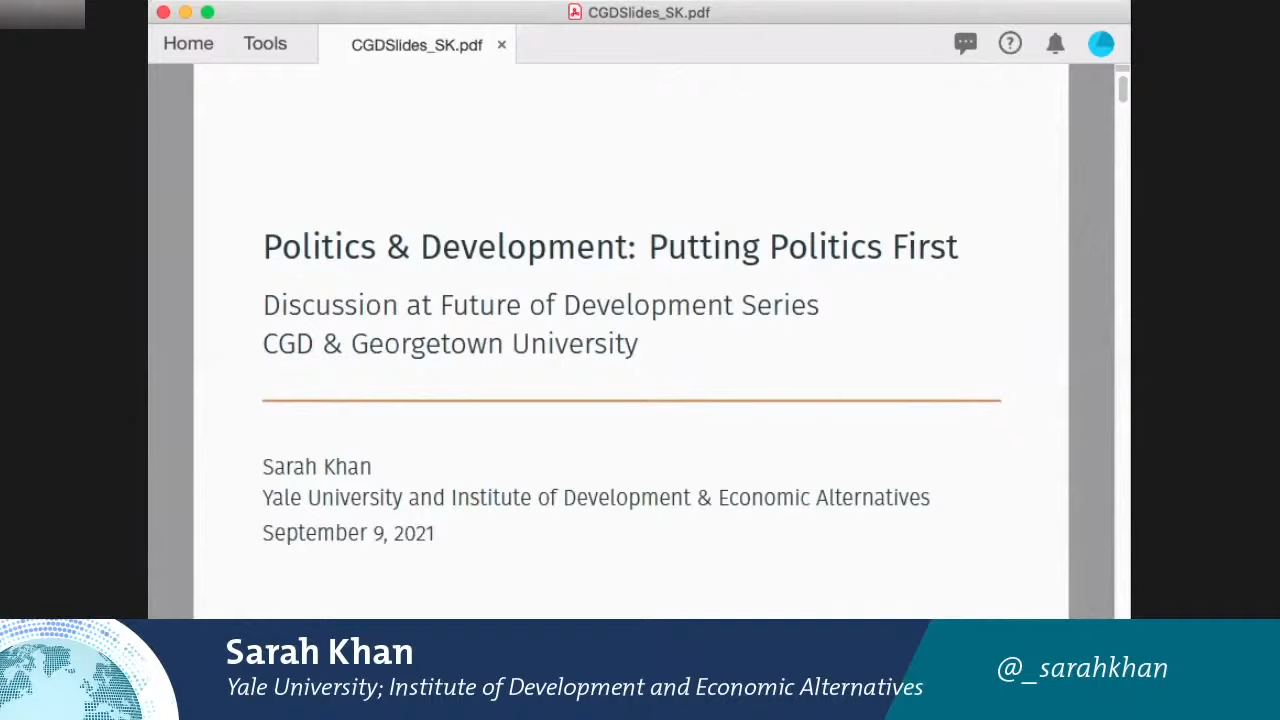 CGDSlides_SK.pdf
Home Tools CGDSlides_SK.pdf ×
Politics & Development: Putting Politics First
Discussion at Future of Development Series
CGD & Georgetown University
Sarah Khan
Yale University and Institute of Development & Economic Alternatives
September 9, 2021
Sarah Khan
Yale University; Institute of Development and Economic Alternatives
@_sarahkhan